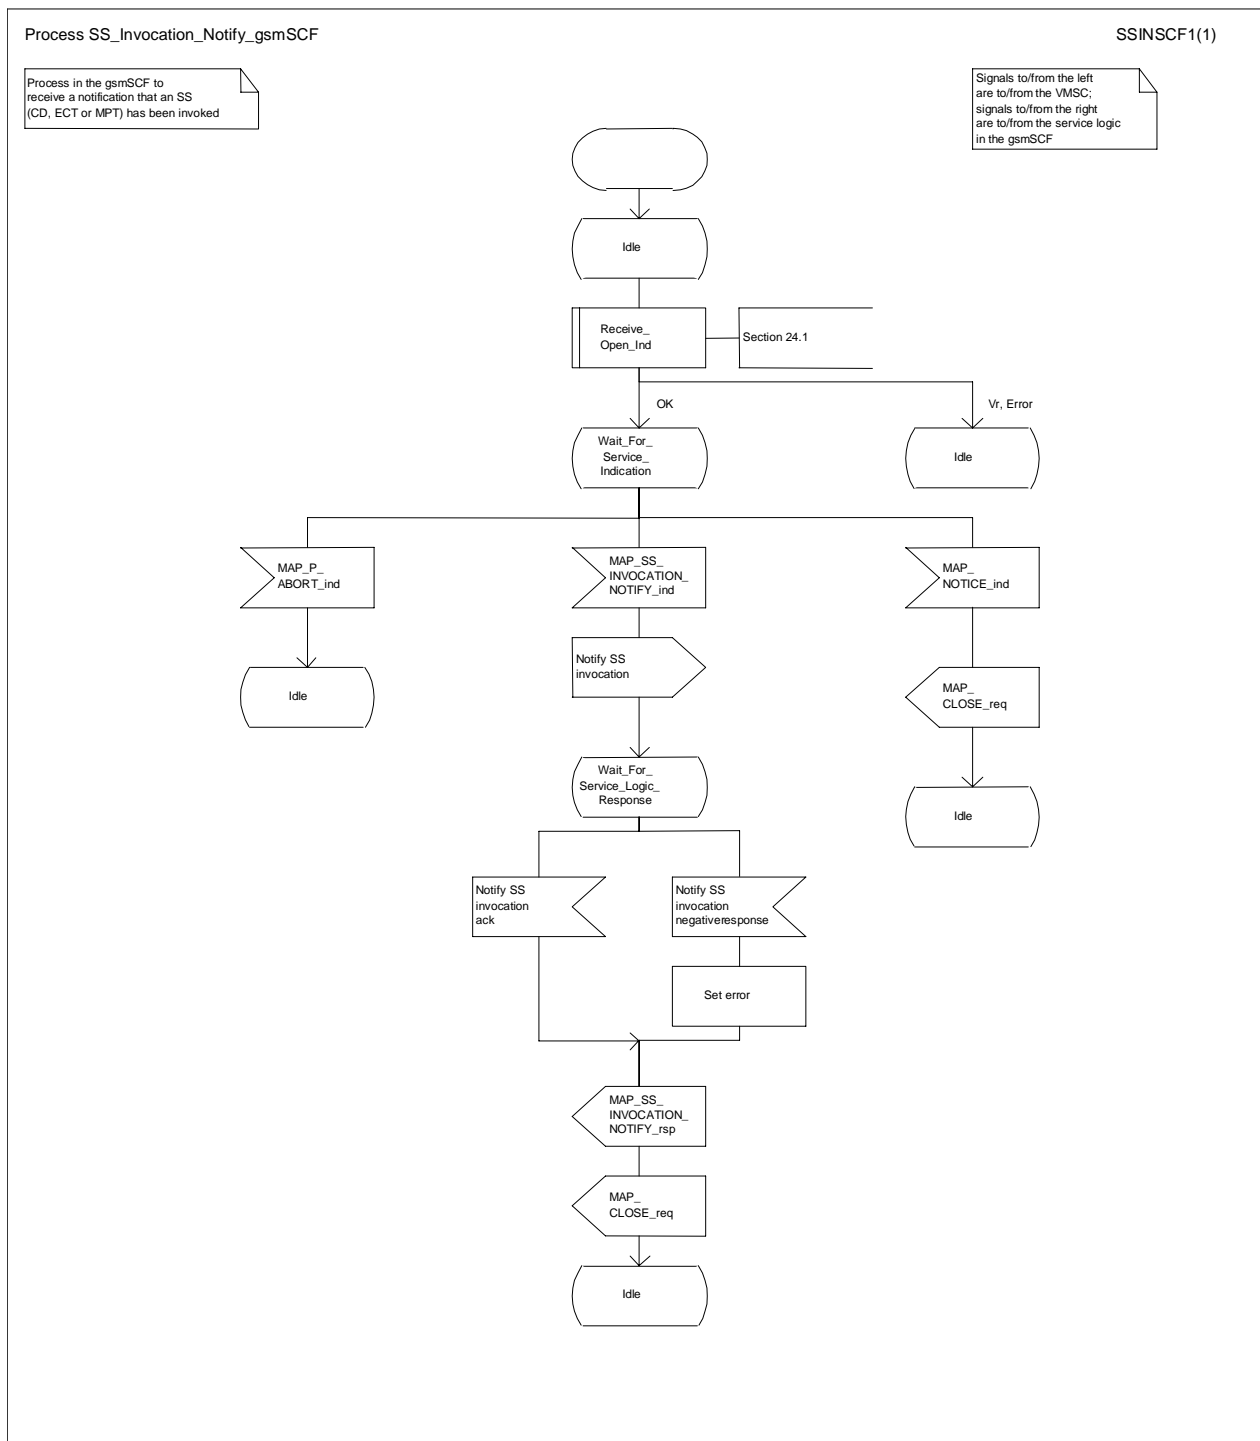 Process SS_Invocation_Notify_gsmSCF
SSINSCF1(1)
Process in the gsmSCF to
receive a notification that an SS
(CD, ECT or MPT) has been invoked
Signals to/from the left
are to/from the VMSC;
signals to/from the right
are to/from the service logic
in the gsmSCF
Idle
Receive_
Open_Ind
Section 24.1
OK
Vr, Error
Wait_For_
Service_
Indication
Idle
MAP_P_
ABORT_ind
MAP_SS_
INVOCATION_
NOTIFY_ind
MAP_
NOTICE_ind
Notify SS
invocation
Idle
MAP_
CLOSE_req
Wait_For_
Service_Logic_
Response
Idle
Notify SS
invocation
ack
Notify SS
invocation
negativeresponse
Set error
MAP_SS_
INVOCATION_
NOTIFY_rsp
MAP_
CLOSE_req
Idle